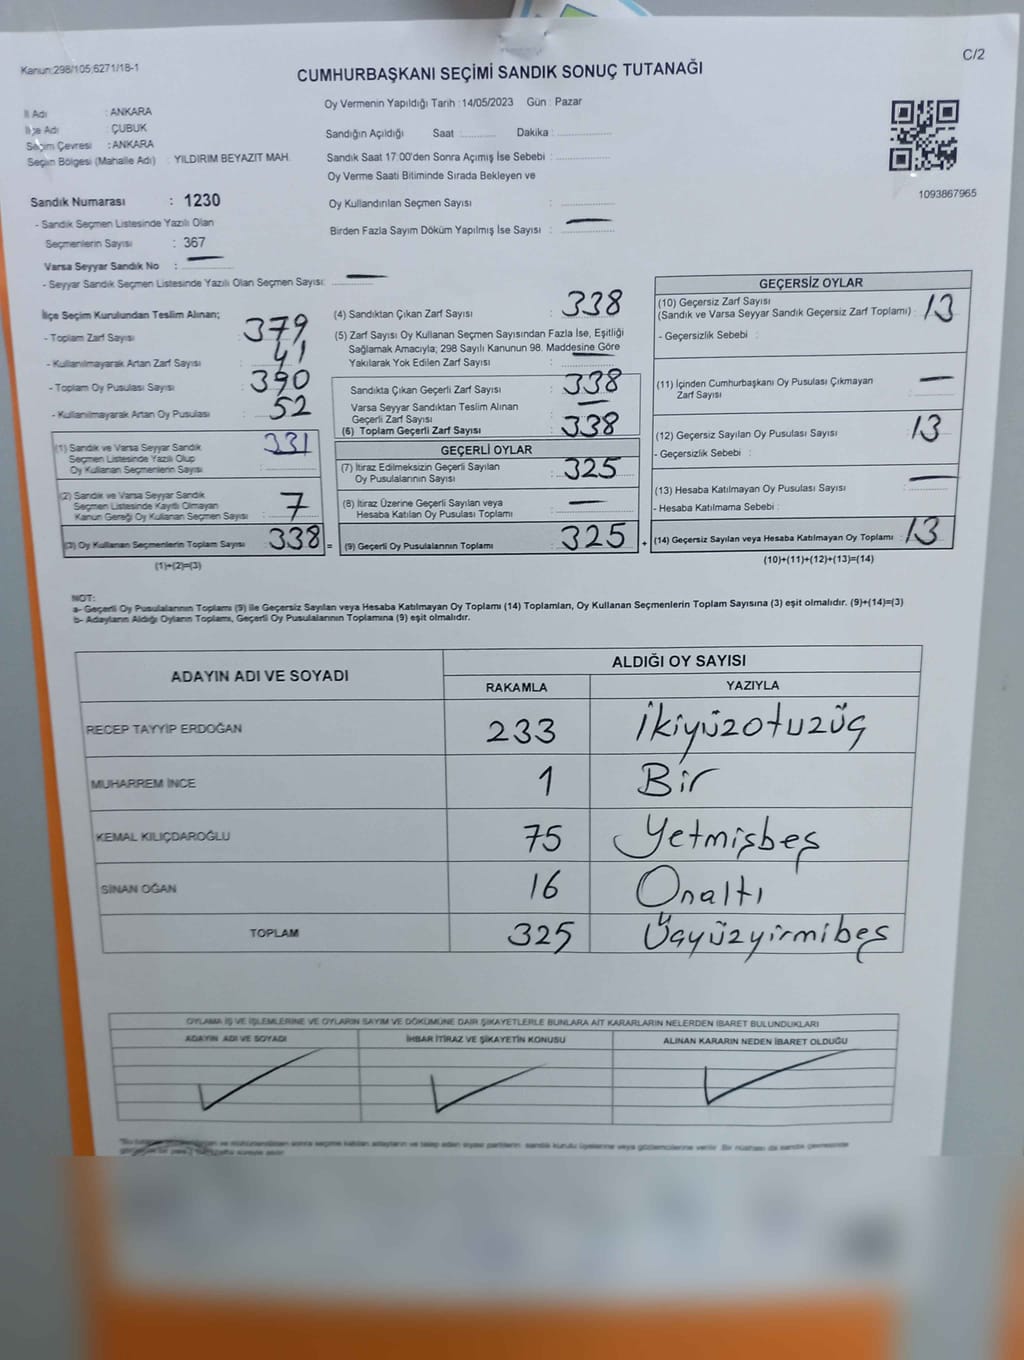 Kanun:298/105;6271/18-1
C/2
CUMHURBAŞKANI SEÇİMİ SANDIK SONUÇ TUTANAĞI
İl Adı : ANKARA
İlçe Adı : ÇUBUK
Seçim Çevresi : ANKARA
Seçim Bölgesi (Mahalle Adı) : YILDIRIM BEYAZIT MAH.
Sandık Numarası : 1230
- Sandık Seçmen Listesinde Yazılı Olan
Seçmenlerin Sayısı : 367
Varsa Seyyar Sandık No :
- Seyyar Sandık Seçmen Listesinde Yazılı Olan Seçmen Sayısı:
Oy Vermenin Yapıldığı Tarih : 14/05/2023 Gün : Pazar
Sandığın Açıldığı Saat Dakika :
Sandık Saat 17:00'den Sonra Açımış İse Sebebi :
Oy Verme Saati Bitiminde Sırada Bekleyen ve
Oy Kullandırılan Seçmen Sayısı :
Birden Fazla Sayım Döküm Yapılmış İse Sayısı :
1093867965
İlçe Seçim Kurulundan Teslim Alınan;
- Toplam Zarf Sayısı : 379
- Kullanılmayarak Artan Zarf Sayısı : 41
- Toplam Oy Pusulası Sayısı : 390
- Kullanılmayarak Artan Oy Pusulası : 52
(1) Sandık ve Varsa Seyyar Sandık
Seçmen Listesinde Yazılı Olup
Oy Kullanan Seçmenlerin Sayısı : 331
(2) Sandık ve Varsa Seyyar Sandık
Seçmen Listesinde Kayıtlı Olmayan
Kanun Gereği Oy Kullanan Seçmen Sayısı : 7
(3) Oy Kullanan Seçmenlerin Toplam Sayısı 338 =
(1)+(2)=(3)
(4) Sandıktan Çıkan Zarf Sayısı : 338
(5) Zarf Sayısı Oy Kullanan Seçmen Sayısından Fazla İse, Eşitliği
Sağlamak Amacıyla; 298 Sayılı Kanunun 98. Maddesine Göre
Yakılarak Yok Edilen Zarf Sayısı :
Sandıkta Çıkan Geçerli Zarf Sayısı : 338
Varsa Seyyar Sandıktan Teslim Alınan
Geçerli Zarf Sayısı :
(6) Toplam Geçerli Zarf Sayısı : 338
GEÇERLİ OYLAR
(7) İtiraz Edilmeksizin Geçerli Sayılan
Oy Pusulalarının Sayısı : 325
(8) İtiraz Üzerine Geçerli Sayılan veya
Hesaba Katılan Oy Pusulası Toplamı :
(9) Geçerli Oy Pusulalarının Toplamı : 325 +
GEÇERSİZ OYLAR
(10) Geçersiz Zarf Sayısı
(Sandık ve Varsa Seyyar Sandık Geçersiz Zarf Toplamı) : 13
- Geçersizlik Sebebi :
(11) İçinden Cumhurbaşkanı Oy Pusulası Çıkmayan
Zarf Sayısı :
(12) Geçersiz Sayılan Oy Pusulası Sayısı : 13
- Geçersizlik Sebebi :
(13) Hesaba Katılmayan Oy Pusulası Sayısı :
- Hesaba Katılmama Sebebi :
(14) Geçersiz Sayılan veya Hesaba Katılmayan Oy Toplamı : 13
(10)+(11)+(12)+(13)=(14)
NOT:
a- Geçerli Oy Pusulalarının Toplamı (9) ile Geçersiz Sayılan veya Hesaba Katılmayan Oy Toplamı (14) Toplamları, Oy Kullanan Seçmenlerin Toplam Sayısına (3) eşit olmalıdır. (9)+(14)=(3)
b- Adayların Aldığı Oyların Toplamı, Geçerli Oy Pusulalarının Toplamına (9) eşit olmalıdır.
ADAYIN ADI VE SOYADI
ALDIĞI OY SAYISI
RAKAMLA YAZIYLA
RECEP TAYYİP ERDOĞAN 233 İkiyüzotuzüç
MUHARREM İNCE 1 Bir
KEMAL KILIÇDAROĞLU 75 Yetmişbeş
SİNAN OĞAN 16 Onaltı
TOPLAM 325 Üçyüzyirmibeş
OYLAMA İŞ VE İŞLEMLERİNE VE OYLARIN SAYIM VE DÖKÜMÜNE DAİR ŞİKAYETLERLE BUNLARA AİT KARARLARIN NELERDEN İBARET BULUNDUKLARI
ADAYIN ADI VE SOYADI İHBAR İTİRAZ VE ŞİKAYETİN KONUSU ALINAN KARARIN NEDEN İBARET OLDUĞU